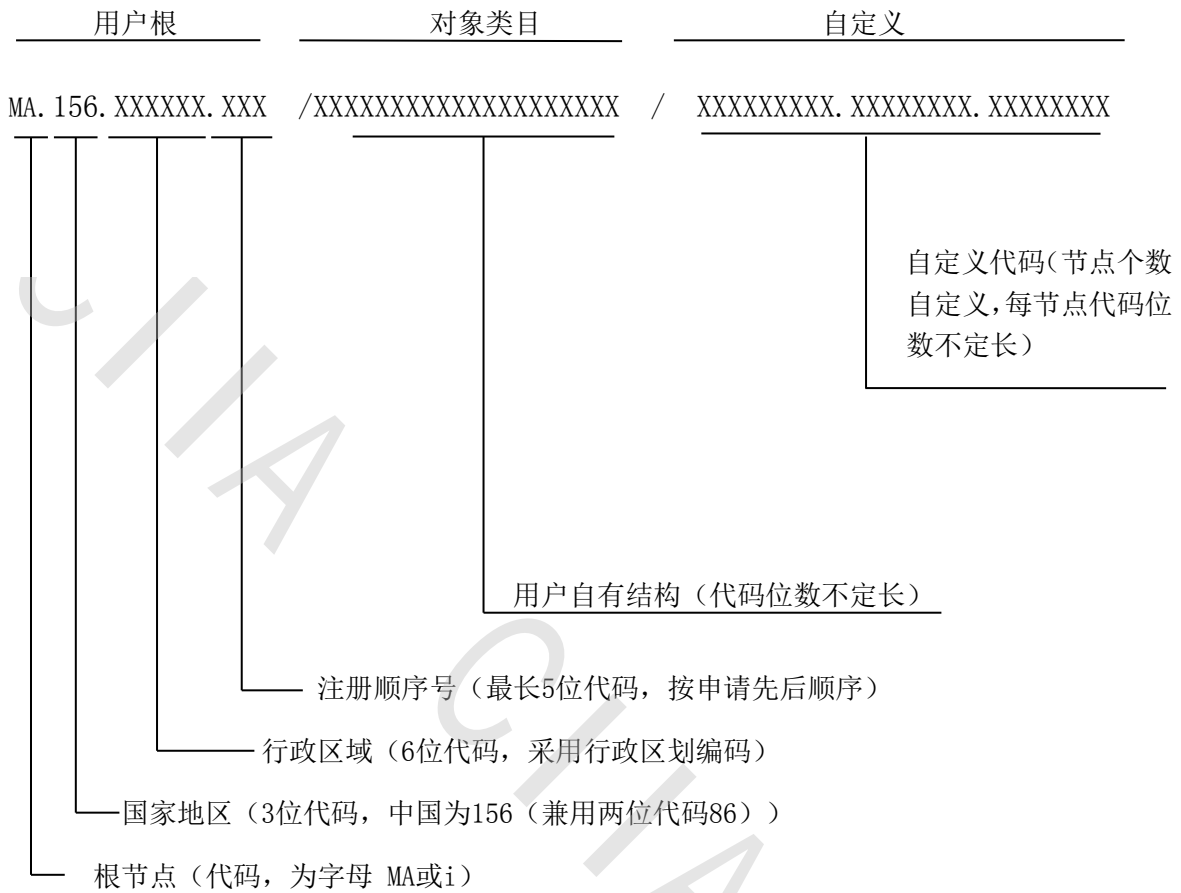 用户根 对象类目 自定义
MA.156.XXXXXX.XXX /XXXXXXXXXXXXXXXXXXXX / XXXXXXXXX.XXXXXXXX.XXXXXXXX
自定义代码(节点个数
自定义,每节点代码位
数不定长)
用户自有结构(代码位数不定长)
注册顺序号(最长5位代码，按申请先后顺序)
行政区域(6位代码，采用行政区划编码)
国家地区(3位代码，中国为156(兼用两位代码86))
根节点(代码，为字母 MA或i)
CIIA
CIIA